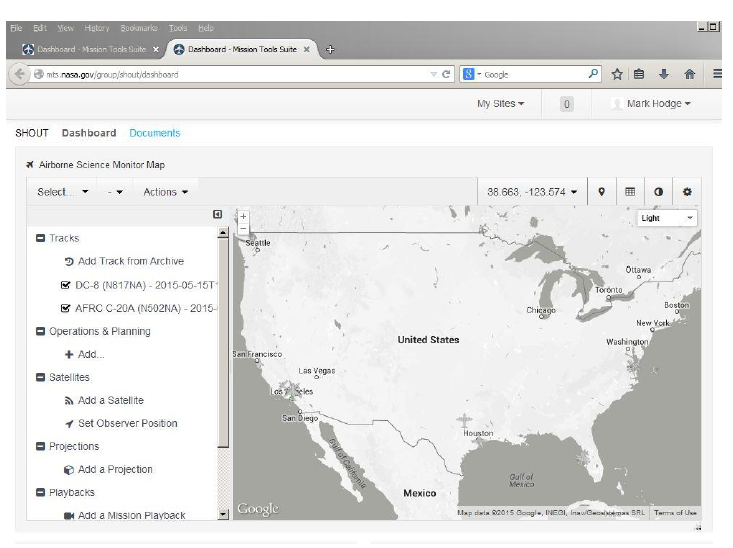 File Edit View History Bookmarks Tools Help
Dashboard - Mission Tools Suite × Dashboard - Mission Tools Suite × +
mts.nasa.gov/group/shout/dashboard Google
My Sites 0 Mark Hodge
SHOUT Dashboard Documents
Airborne Science Monitor Map
Select... - Actions 38.663, -123.574
Light
Tracks
Add Track from Archive
DC-8 (N817NA) - 2015-05-15T
AFRC C-20A (N502NA) - 2015-
Operations & Planning
Add...
Satellites
Add a Satellite
Set Observer Position
Projections
Add a Projection
Playbacks
Add a Mission Playback
+
-
Seattle
Ottawa
Toronto
Boston
Chicago
New York
United States
Washington
San Francisco
Las Vegas
Los Angeles
San Diego
Houston
Gulf of California
Gulf of
Mexico
Mexico
Google
Map data ©2015 Google, INEGI, Inav/Geosistemas SRL Terms of Use